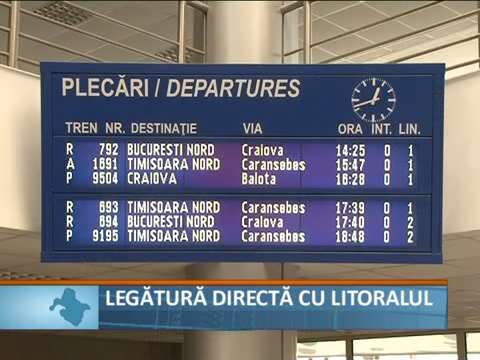 PLECĂRI / DEPARTURES
TREN NR. DESTINAŢIE VIA ORA INT. LIN.
R 792 BUCURESTI NORD Craiova 14:25 0 1
A 1691 TIMISOARA NORD Caransebes 15:47 0 1
P 9504 CRAIOVA Balota 16:28 0 1
R 693 TIMISOARA NORD Caransebes 17:39 0 1
R 694 BUCURESTI NORD Craiova 17:40 0 2
P 9195 TIMISOARA NORD Caransebes 18:48 0 2
LEGĂTURĂ DIRECTĂ CU LITORALUL